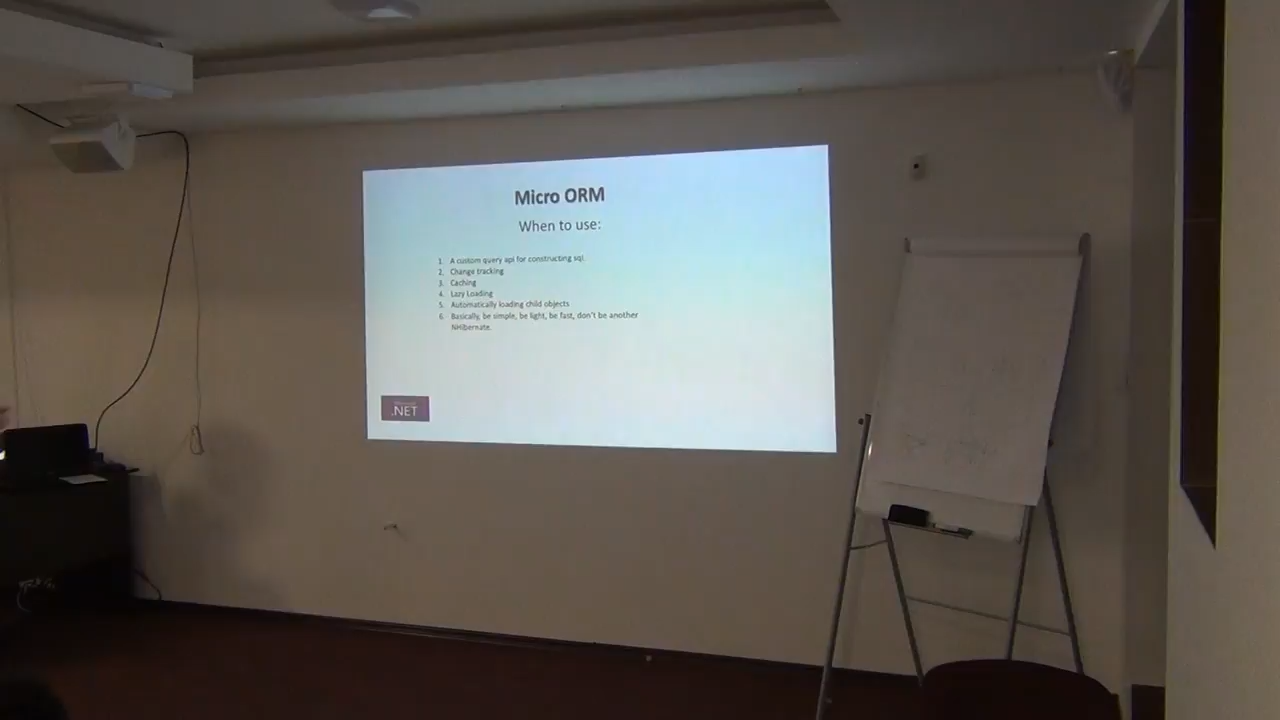 Micro ORM
When to use:
1. A custom query api for constructing sql.
2. Change tracking
3. Caching
4. Lazy Loading
5. Automatically loading child objects
6. Basically, be simple, be light, be fast, don't be another
NHibernate.
.NET